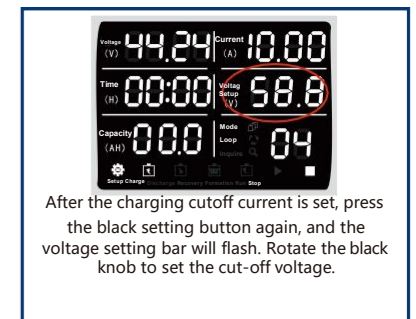 Voltage (V) 44.24 Current (A) 10.00
Time (H) 00:00 Voltag Setup (V) 58.8
Capacity (AH) 00.0 Mode Loop Inquire 04
Setup Charge Discharge Recovery Formation Run Stop
After the charging cutoff current is set, press
the black setting button again, and the
voltage setting bar will flash. Rotate the black
knob to set the cut-off voltage.